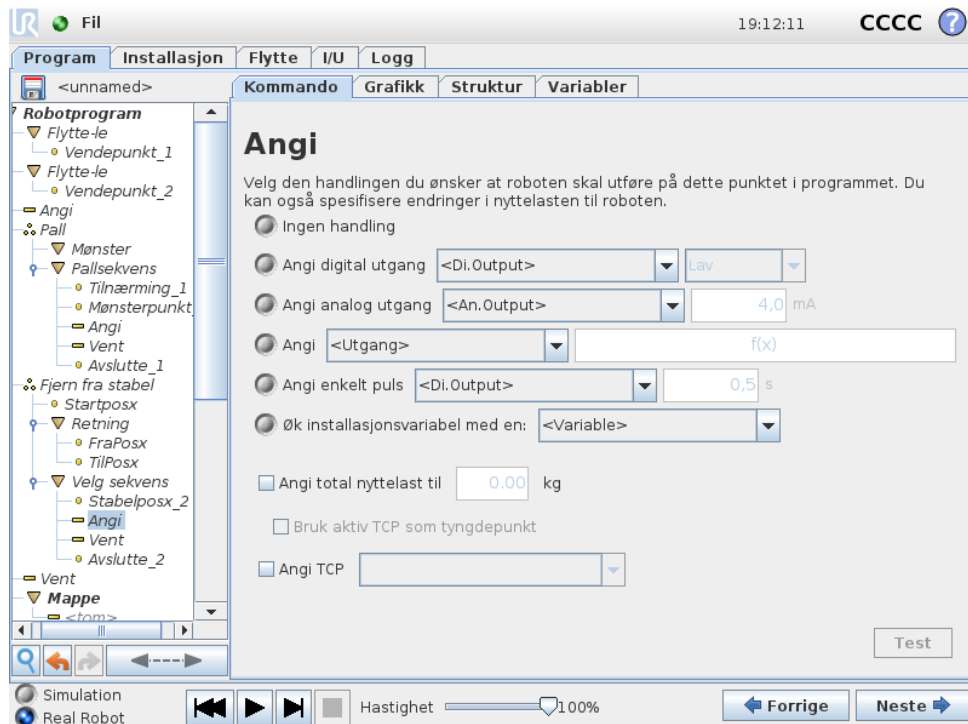 UR Fil 19:12:11 CCCC ?
Program Installasjon Flytte I/U Logg
<unnamed>
Kommando Grafikk Struktur Variabler
Robotprogram
Flytte-le
Vendepunkt_1
Flytte-le
Vendepunkt_2
Angi
Pall
Mønster
Pallsekvens
Tilnærming_1
Mønsterpunkt
Angi
Vent
Avslutte_1
Fjern fra stabel
Startposx
Retning
FraPosx
TilPosx
Velg sekvens
Stabelposx_2
Angi
Vent
Avslutte_2
Vent
Mappe
<tom>
Angi
Velg den handlingen du ønsker at roboten skal utføre på dette punktet i programmet. Du
kan også spesifisere endringer i nyttelasten til roboten.
Ingen handling
Angi digital utgang <Di.Output> Lav
Angi analog utgang <An.Output> 4,0 mA
Angi <Utgang> f(x)
Angi enkelt puls <Di.Output> 0,5 s
Øk installasjonsvariabel med en: <Variable>
Angi total nyttelast til 0.00 kg
Bruk aktiv TCP som tyngdepunkt
Angi TCP
Test
Simulation
Real Robot
Hastighet 100%
Forrige Neste